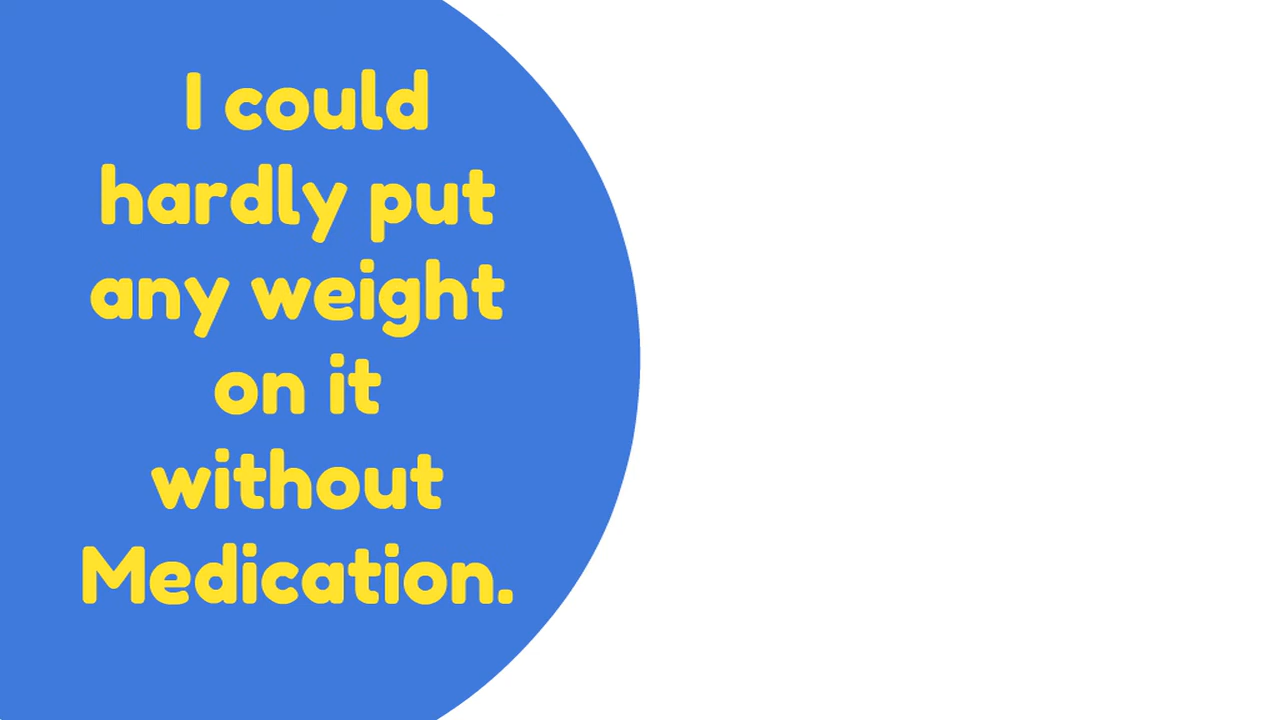 I could
hardly put
any weight
on it
without
Medication.